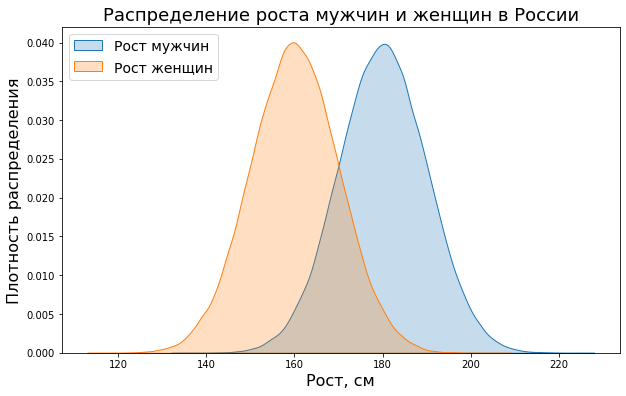 Распределение роста мужчин и женщин в России
Рост мужчин
Рост женщин
Плотность распределения
0.040
0.035
0.030
0.025
0.020
0.015
0.010
0.005
0.000
120 140 160 180 200 220
Рост, см